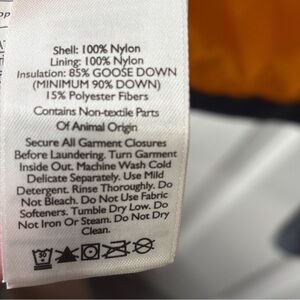 Shell: 100% Nylon
Lining: 100% Nylon
Insulation: 85% GOOSE DOWN
(MINIMUM 90% DOWN)
15% Polyester Fibers
Contains Non-textile Parts
Of Animal Origin
Secure All Garment Closures
Before Laundering. Turn Garment
Inside Out. Machine Wash Cold
Delicate Separately. Use Mild
Detergent. Rinse Thoroughly. Do
Not Bleach. Do Not Use Fabric
Softeners. Tumble Dry Low. Do
Not Iron Or Steam. Do Not Dry
Clean.
30